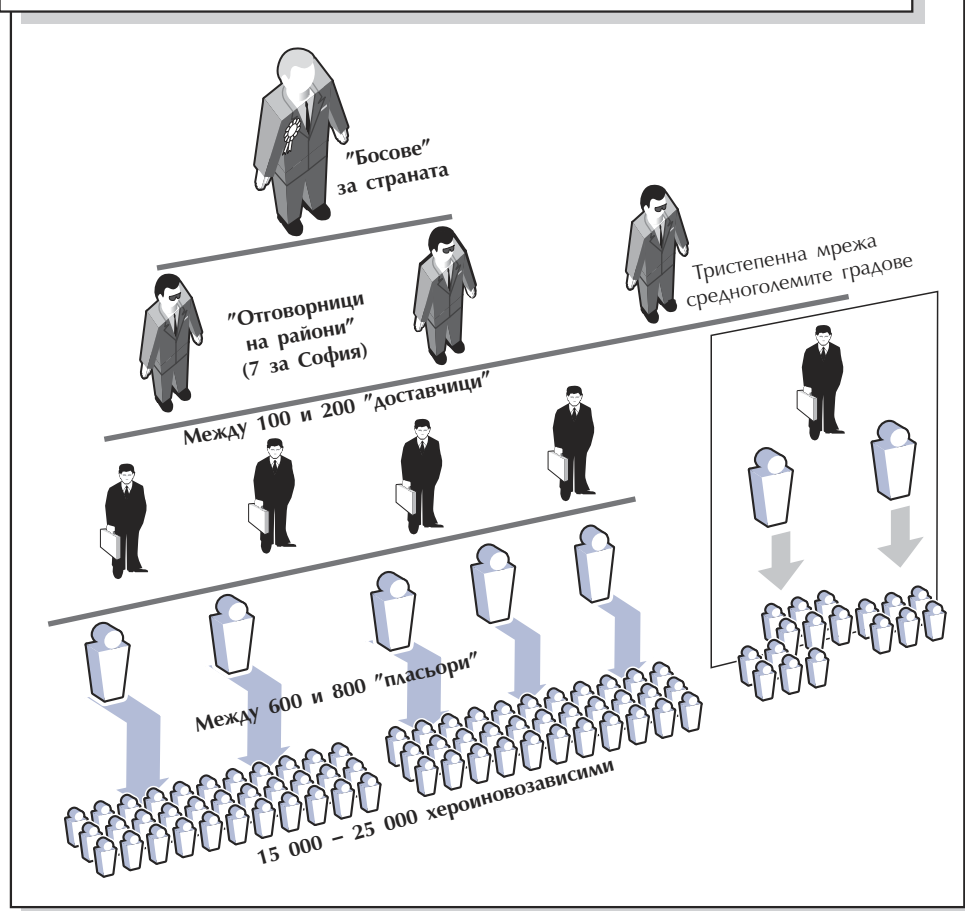 "Босове"
за страната
Тристепенна мрежа
средноголемите градове
"Отговорници
на райони"
(7 за София)
Между 100 и 200 "доставчици"
Между 600 и 800 "пласьори"
15 000 – 25 000 хероиновозависими